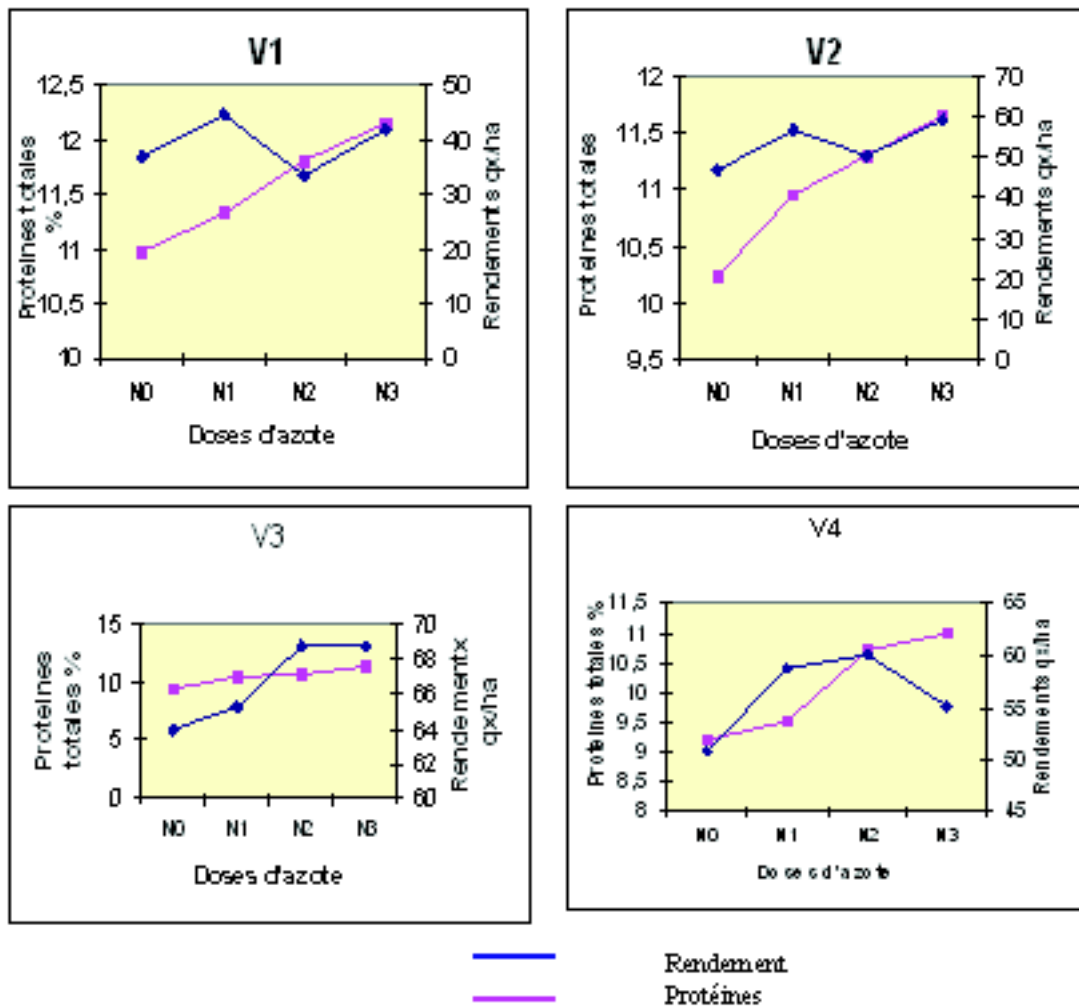 V1
Proteines totales
%
12,5
12
11,5
11
10,5
10
50
40
30
20
10
0
Rendements qx/ha
N0 N1 N2 N3
Doses d'azote
V2
Proteines totales
12
11,5
11
10,5
10
9,5
70
60
50
40
30
20
10
0
Rendements qx/ha
N0 N1 N2 N3
Doses d'azote
V3
Proteines
totales %
15
10
5
0
70
68
66
64
62
60
Rendementx
qx/ha
N0 N1 N2 N3
Doses d'azote
V4
Proteines totales %
11,5
11
10,5
10
9,5
9
8,5
8
65
60
55
50
45
Rendements qx/ha
N0 N1 N2 N3
Doses d'azote
Rendement
Protéines